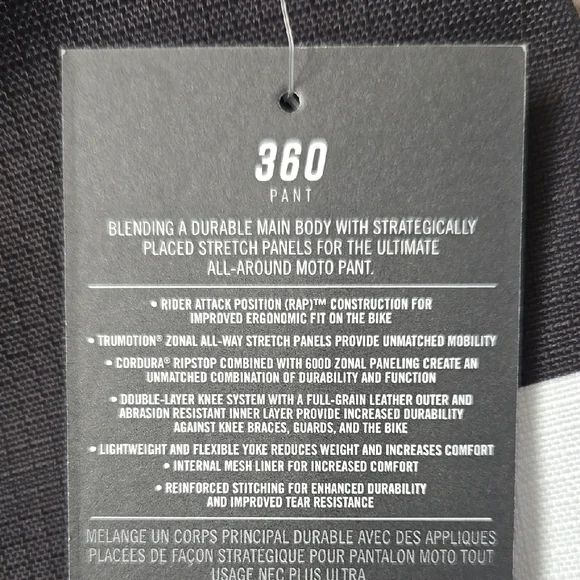 360
PANT
BLENDING A DURABLE MAIN BODY WITH STRATEGICALLY
PLACED STRETCH PANELS FOR THE ULTIMATE
ALL-AROUND MOTO PANT.
• RIDER ATTACK POSITION (RAP)™ CONSTRUCTION FOR
IMPROVED ERGONOMIC FIT ON THE BIKE
• TRUMOTION® ZONAL ALL-WAY STRETCH PANELS PROVIDE UNMATCHED MOBILITY
• CORDURA® RIPSTOP COMBINED WITH 600D ZONAL PANELING CREATE AN
UNMATCHED COMBINATION OF DURABILITY AND FUNCTION
• DOUBLE-LAYER KNEE SYSTEM WITH A FULL-GRAIN LEATHER OUTER AND
ABRASION RESISTANT INNER LAYER PROVIDE INCREASED DURABILITY
AGAINST KNEE BRACES, GUARDS, AND THE BIKE
• LIGHTWEIGHT AND FLEXIBLE YOKE REDUCES WEIGHT AND INCREASES COMFORT
• INTERNAL MESH LINER FOR INCREASED COMFORT
• REINFORCED STITCHING FOR ENHANCED DURABILITY
AND IMPROVED TEAR RESISTANCE
MELANGE UN CORPS PRINCIPAL DURABLE AVEC DES APPLIQUES
PLACÉES DE FAÇON STRATÉGIQUE POUR PANTALON MOTO TOUT
USAGE NEC PLUS ULTRA